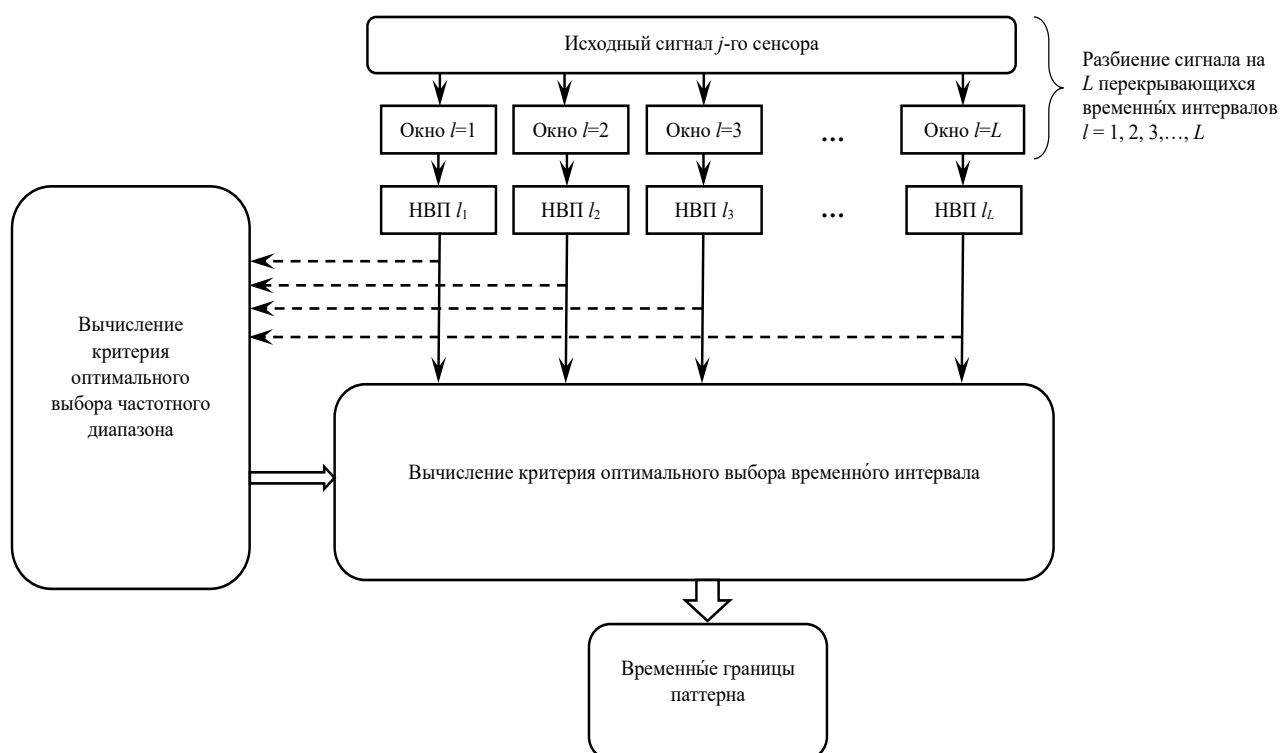 Исходный сигнал j-го сенсора
Разбиение сигнала на
L перекрывающихся
временны́х интервалов
l = 1, 2, 3,…, L
Окно l=1
Окно l=2
Окно l=3
...
Окно l=L
НВП l₁
НВП l₂
НВП l₃
...
НВП l_L
Вычисление
критерия
оптимального
выбора частотного
диапазона
Вычисление критерия оптимального выбора временно́го интервала
Временны́е границы
паттерна